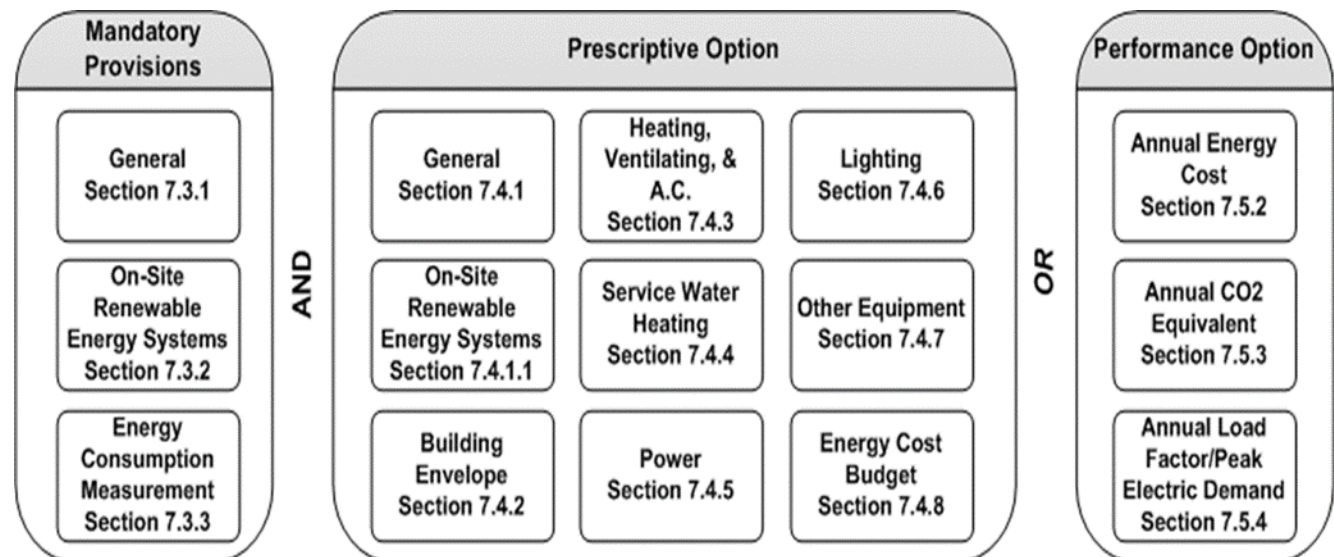 Mandatory
Provisions
General
Section 7.3.1
On-Site
Renewable
Energy Systems
Section 7.3.2
Energy
Consumption
Measurement
Section 7.3.3
AND
Prescriptive Option
General
Section 7.4.1
Heating,
Ventilating, &
A.C.
Section 7.4.3
Lighting
Section 7.4.6
On-Site
Renewable
Energy Systems
Section 7.4.1.1
Service Water
Heating
Section 7.4.4
Other Equipment
Section 7.4.7
Building
Envelope
Section 7.4.2
Power
Section 7.4.5
Energy Cost
Budget
Section 7.4.8
OR
Performance Option
Annual Energy
Cost
Section 7.5.2
Annual CO2
Equivalent
Section 7.5.3
Annual Load
Factor/Peak
Electric Demand
Section 7.5.4